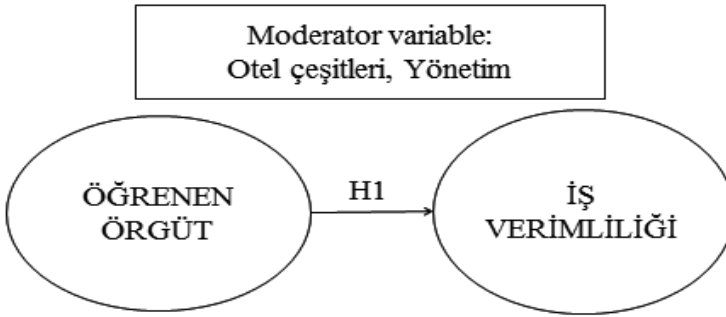 Moderator variable:
Otel çeşitleri, Yönetim
ÖĞRENEN
ÖRGÜT
H1
İŞ
VERİMLİLİĞİ